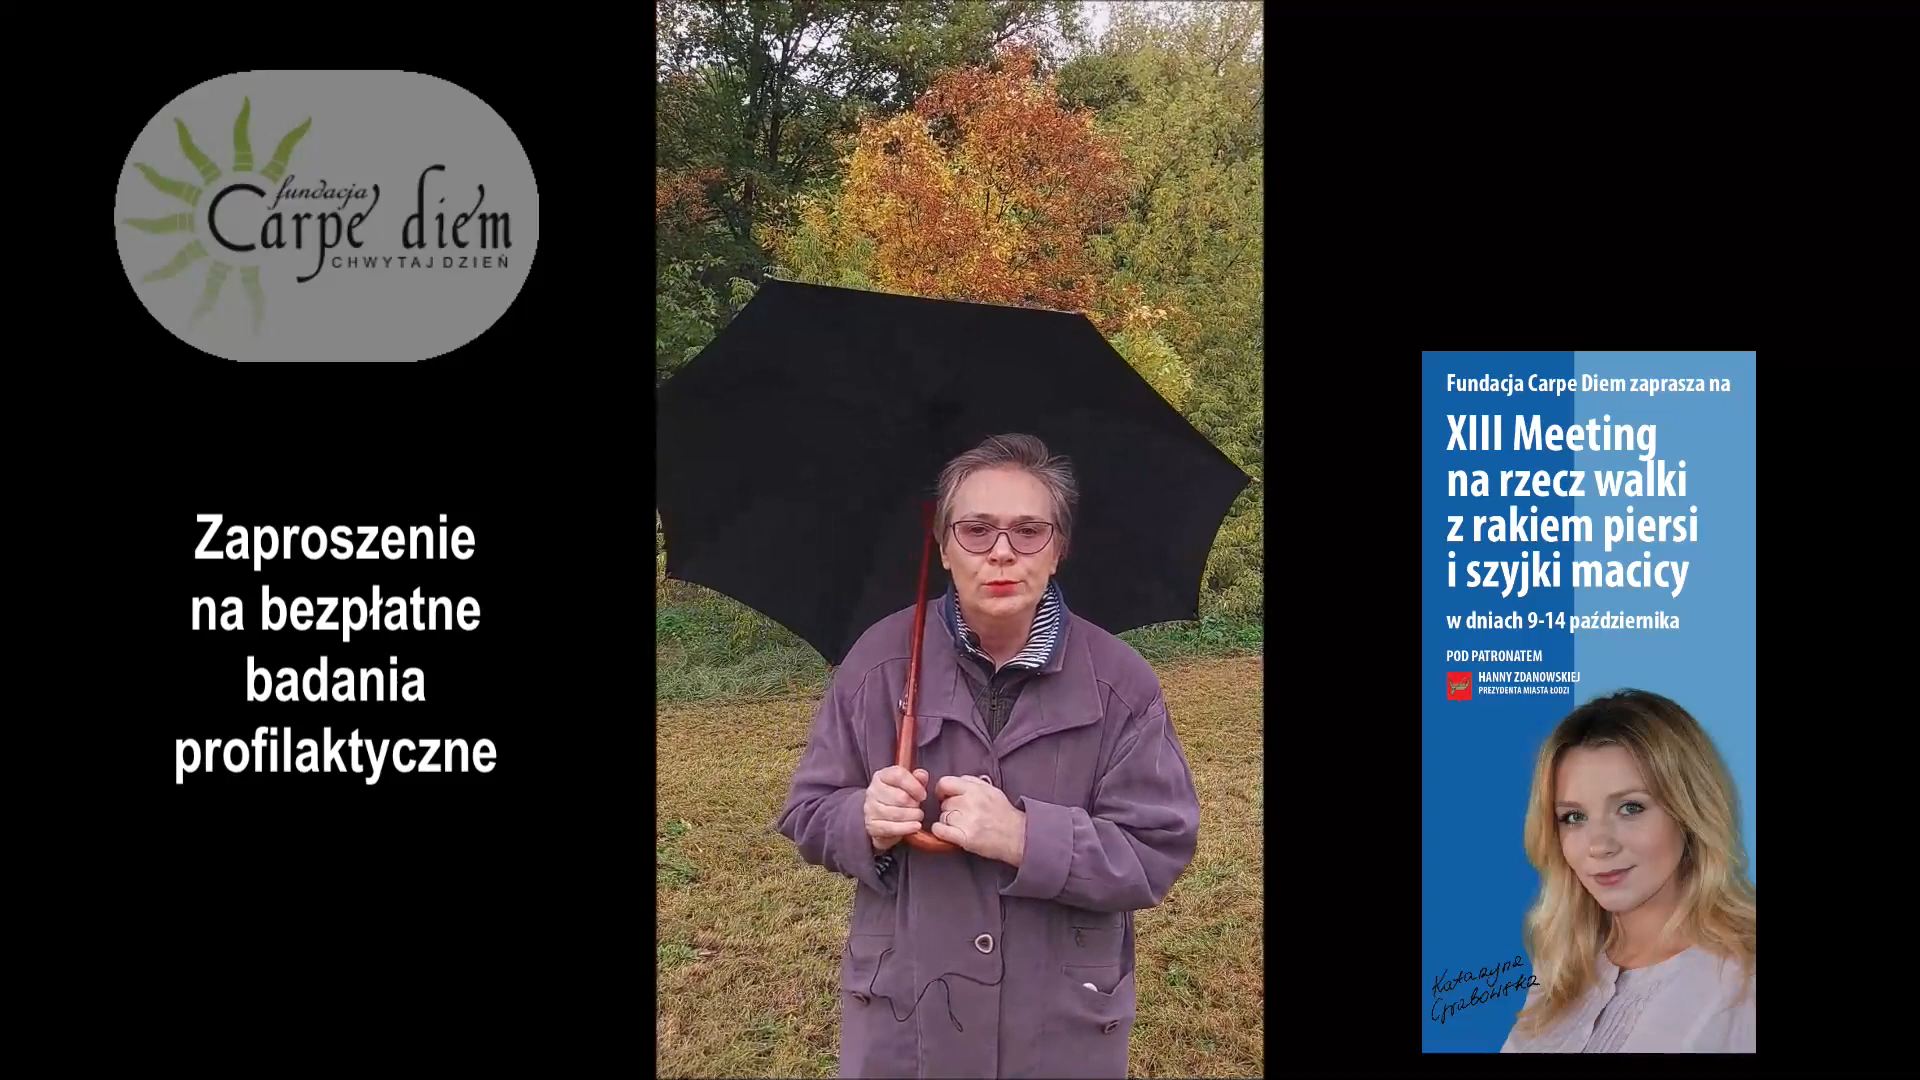 fundacja
Carpe diem
CHWYTAJ DZIEŃ
Zaproszenie
na bezpłatne
badania
profilaktyczne
Fundacja Carpe Diem zaprasza na
XIII Meeting
na rzecz walki
z rakiem piersi
i szyjki macicy
w dniach 9-14 października
POD PATRONATEM
HANNY ZDANOWSKIEJ
PREZYDENTA MIASTA ŁODZI
Katarzyna
Grabowska